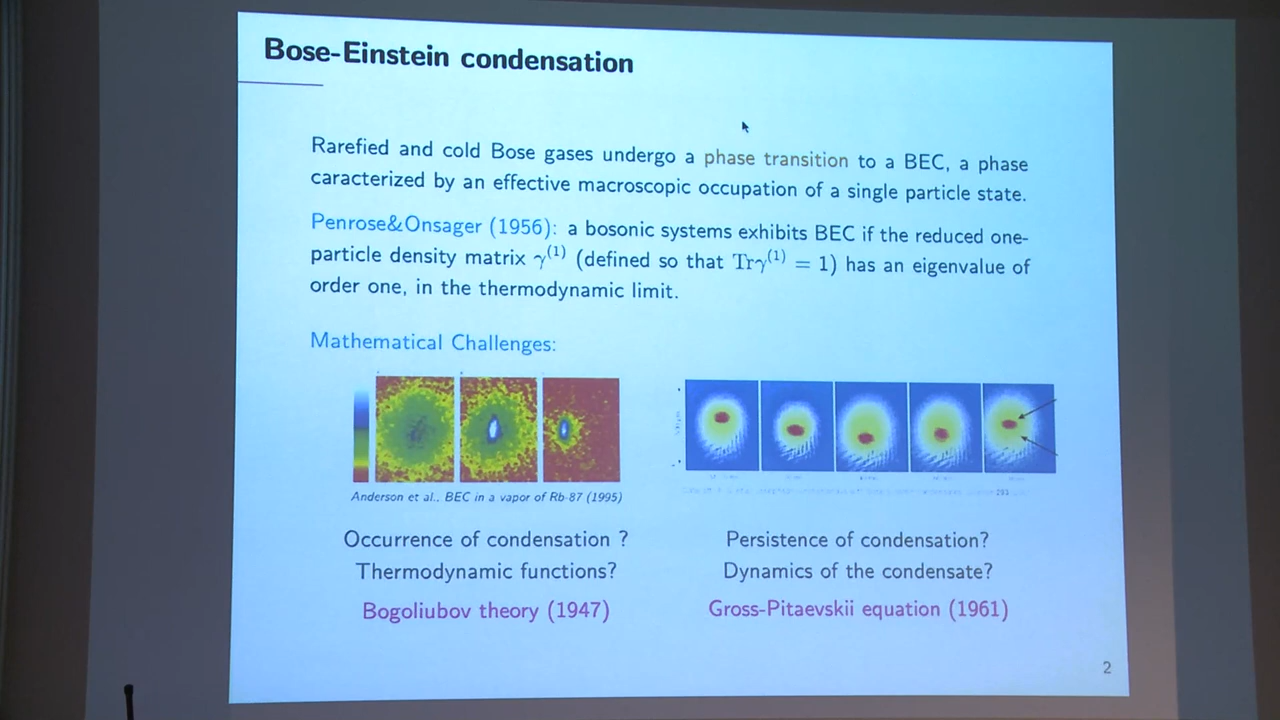 Bose-Einstein condensation
Rarefied and cold Bose gases undergo a phase transition to a BEC, a phase
caracterized by an effective macroscopic occupation of a single particle state.
Penrose&Onsager (1956): a bosonic systems exhibits BEC if the reduced one-
particle density matrix γ⁽¹⁾ (defined so that Trγ⁽¹⁾ = 1) has an eigenvalue of
order one, in the thermodynamic limit.
Mathematical Challenges:
Anderson et al., BEC in a vapor of Rb-87 (1995)
Occurrence of condensation ?
Thermodynamic functions?
Bogoliubov theory (1947)
Persistence of condensation?
Dynamics of the condensate?
Gross-Pitaevskii equation (1961)
2